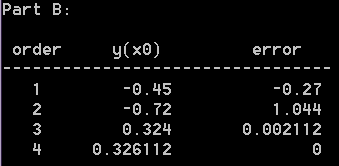 Part B:
order y(x0) error
----------------------------------
1 -0.45 -0.27
2 -0.72 1.044
3 0.324 0.002112
4 0.326112 0